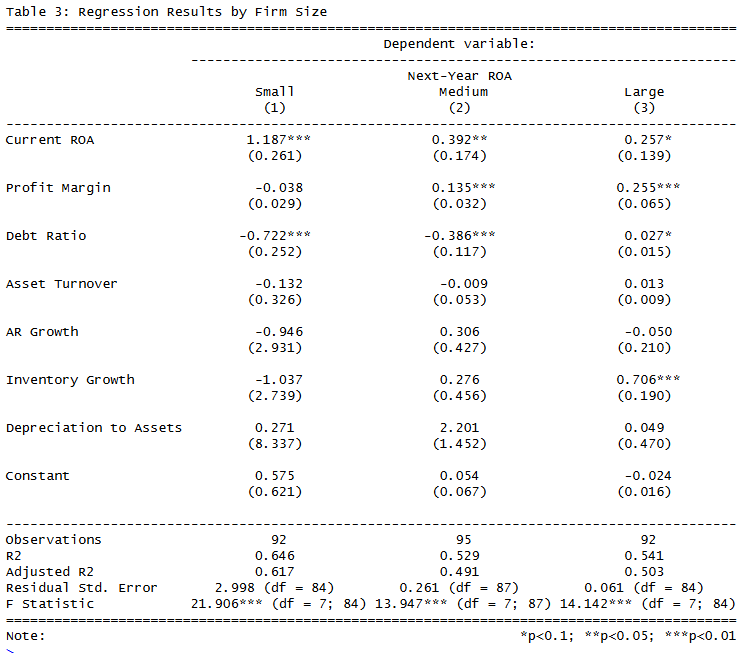 Table 3: Regression Results by Firm Size
=========================================================================================
Dependent variable:
------------------------------------------------------------------
Next-Year ROA
Small Medium Large
(1) (2) (3)
-----------------------------------------------------------------------------------------
Current ROA 1.187*** 0.392** 0.257*
(0.261) (0.174) (0.139)
Profit Margin -0.038 0.135*** 0.255***
(0.029) (0.032) (0.065)
Debt Ratio -0.722*** -0.386*** 0.027*
(0.252) (0.117) (0.015)
Asset Turnover -0.132 -0.009 0.013
(0.326) (0.053) (0.009)
AR Growth -0.946 0.306 -0.050
(2.931) (0.427) (0.210)
Inventory Growth -1.037 0.276 0.706***
(2.739) (0.456) (0.190)
Depreciation to Assets 0.271 2.201 0.049
(8.337) (1.452) (0.470)
Constant 0.575 0.054 -0.024
(0.621) (0.067) (0.016)
-----------------------------------------------------------------------------------------
Observations 92 95 92
R2 0.646 0.529 0.541
Adjusted R2 0.617 0.491 0.503
Residual Std. Error 2.998 (df = 84) 0.261 (df = 87) 0.061 (df = 84)
F Statistic 21.906*** (df = 7; 84) 13.947*** (df = 7; 87) 14.142*** (df = 7; 84)
=========================================================================================
Note: *p<0.1; **p<0.05; ***p<0.01